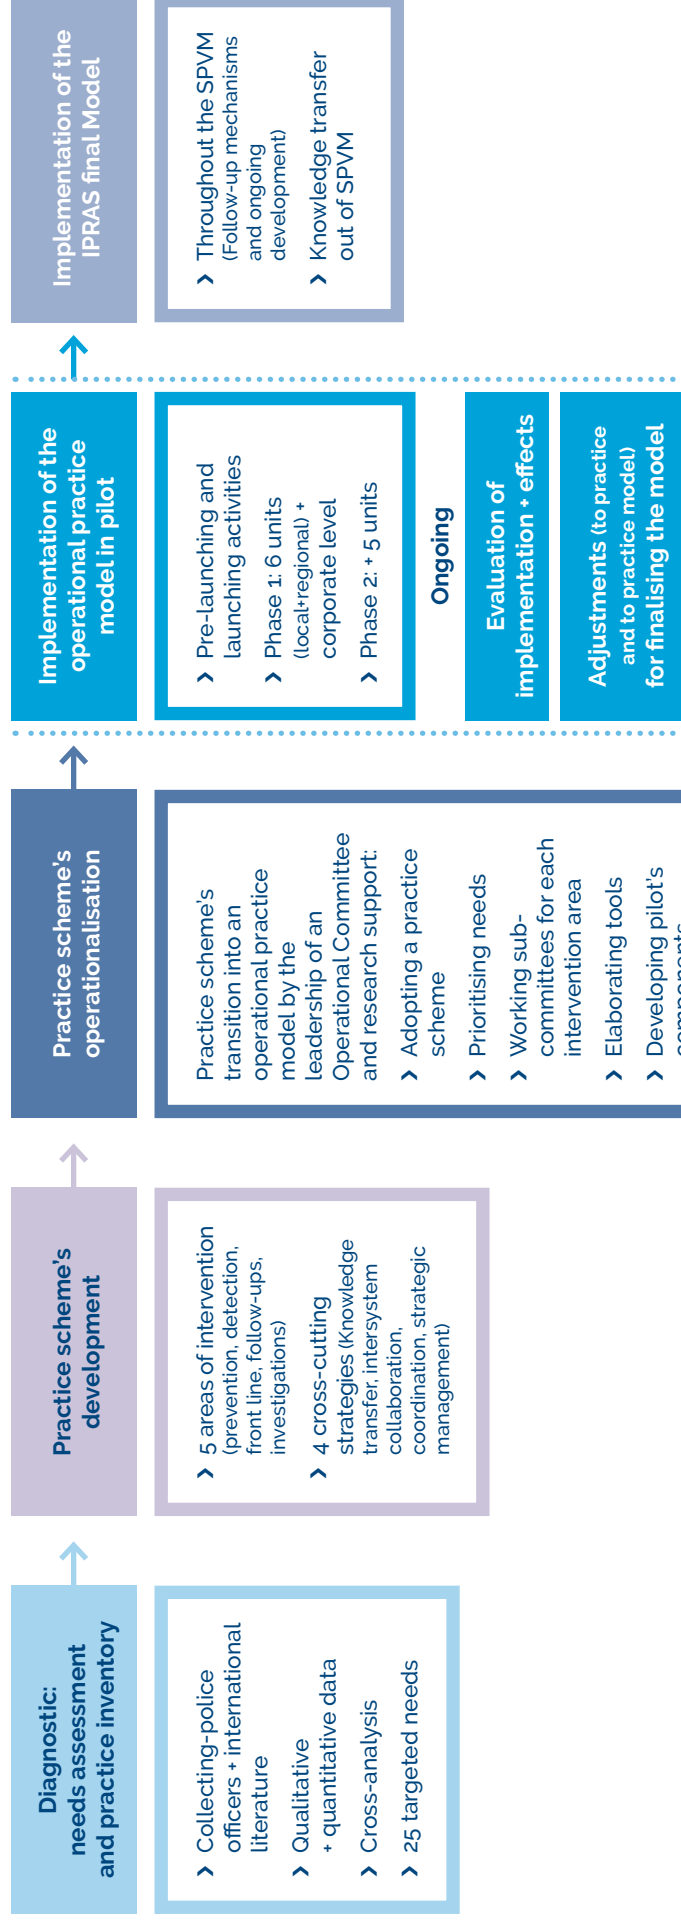 Diagnostic:
needs assessment
and practice inventory
› Collecting-police
officers + international
literature
› Qualitative
+ quantitative data
› Cross-analysis
› 25 targeted needs
Practice scheme's
development
› 5 areas of intervention
(prevention, detection,
front line, follow-ups,
investigations)
› 4 cross-cutting
strategies (Knowledge
transfer, intersystem
collaboration,
coordination, strategic
management)
Practice scheme's
operationalisation
Practice scheme's
transition into an
operational practice
model by the
leadership of an
Operational Committee
and research support:
› Adopting a practice
scheme
› Prioritising needs
› Working sub-
committees for each
intervention area
› Elaborating tools
› Developing pilot's
Implementation of the
operational practice
model in pilot
› Pre-launching and
launching activities
› Phase 1: 6 units
(local+regional) +
corporate level
› Phase 2: + 5 units
Ongoing
Evaluation of
implementation + effects
Adjustments (to practice
and to practice model)
for finalising the model
Implementation of the
IPRAS final Model
› Throughout the SPVM
(Follow-up mechanisms
and ongoing
development)
› Knowledge transfer
out of SPVM